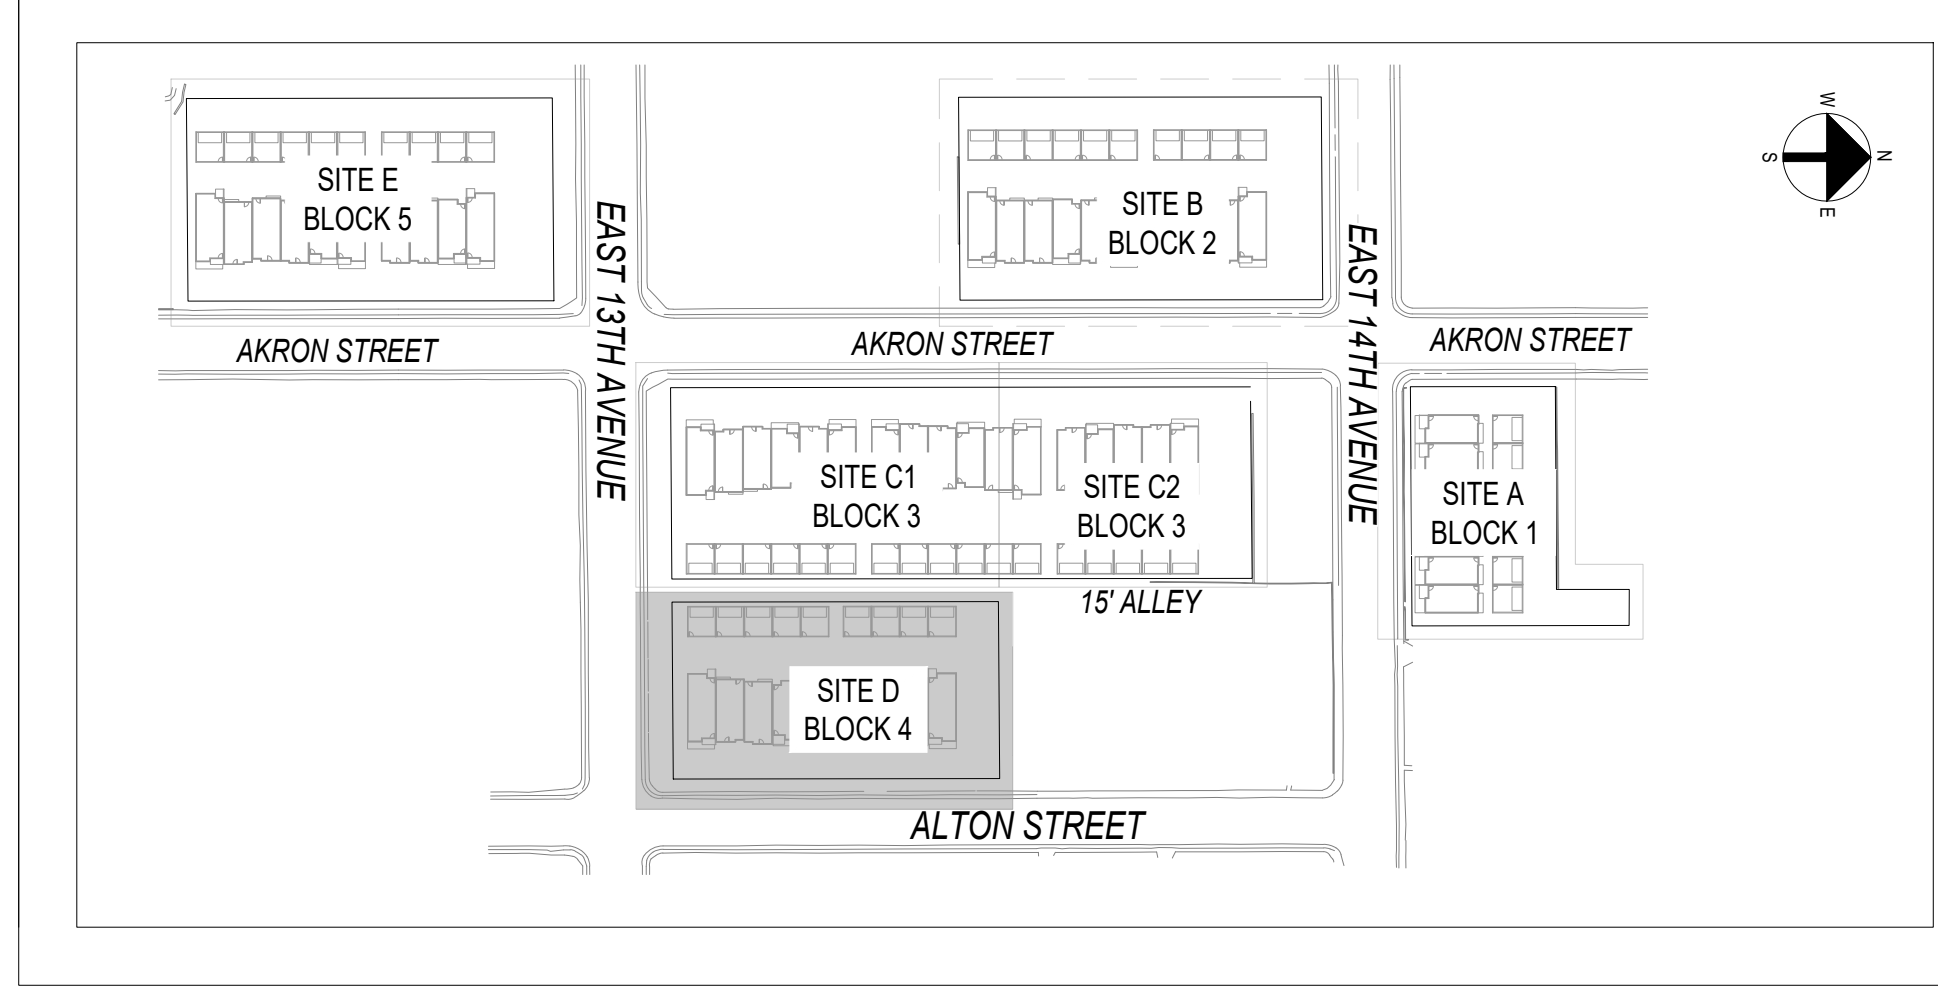 W
S
N
E
SITE E
BLOCK 5
SITE B
BLOCK 2
EAST 13TH AVENUE
EAST 14TH AVENUE
AKRON STREET
AKRON STREET
AKRON STREET
SITE C1
BLOCK 3
SITE C2
BLOCK 3
SITE A
BLOCK 1
15' ALLEY
SITE D
BLOCK 4
ALTON STREET